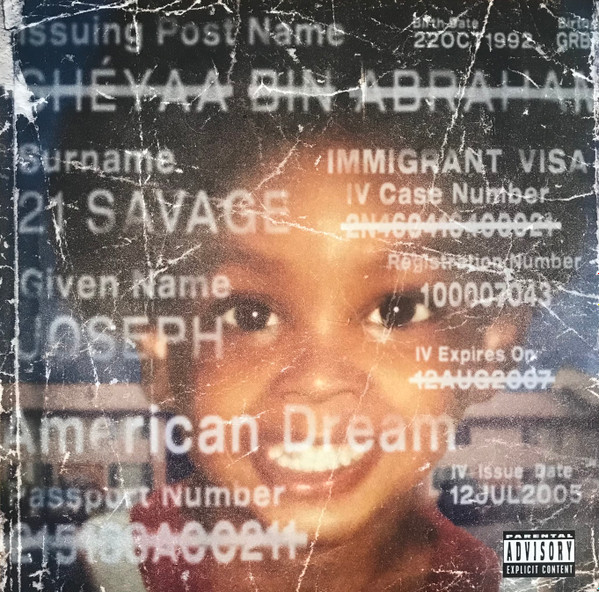 Issuing Post Name
Birth Date
22OCT1992
GRB
SHÉYAA BIN ABRAHAM
Surname
IMMIGRANT VISA
21 SAVAGE
IV Case Number
Registration Number
100007043
Given Name
JOSEPH
IV Expires On
12AUG2007
American Dream
IV Issue Date
12JUL2005
Passport Number
PARENTAL
ADVISORY
EXPLICIT CONTENT